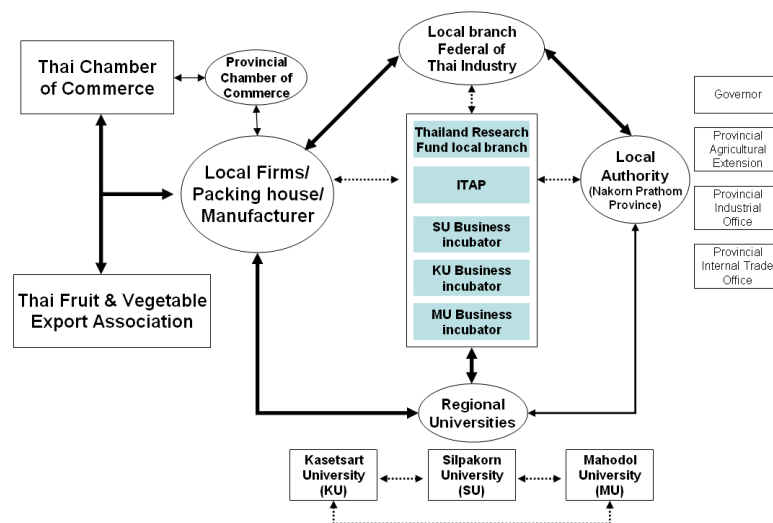 Local branch
Federal of
Thai Industry
Thai Chamber
of Commerce
Provincial
Chamber of
Commerce
Governor
Thailand Research
Fund local branch
Provincial
Agricultural
Extension
Local Firms/
Packing house/
Manufacturer
ITAP
Local
Authority
(Nakorn Prathom
Province)
Provincial
Industrial
Office
SU Business
incubator
Provincial
Internal Trade
Office
KU Business
incubator
Thai Fruit & Vegetable
Export Association
MU Business
incubator
Regional
Universities
Kasetsart
University
(KU)
Silpakorn
University
(SU)
Mahodol
University
(MU)